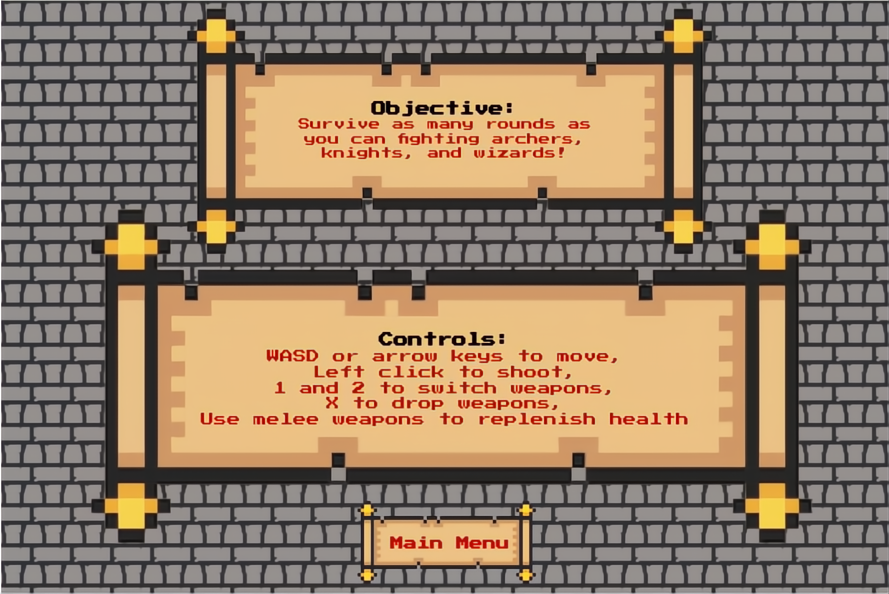 Objective:
Survive as many rounds as
you can fighting archers,
knights, and wizards!
Controls:
WASD or arrow keys to move,
Left click to shoot,
1 and 2 to switch weapons,
X to drop weapons,
Use melee weapons to replenish health
Main Menu